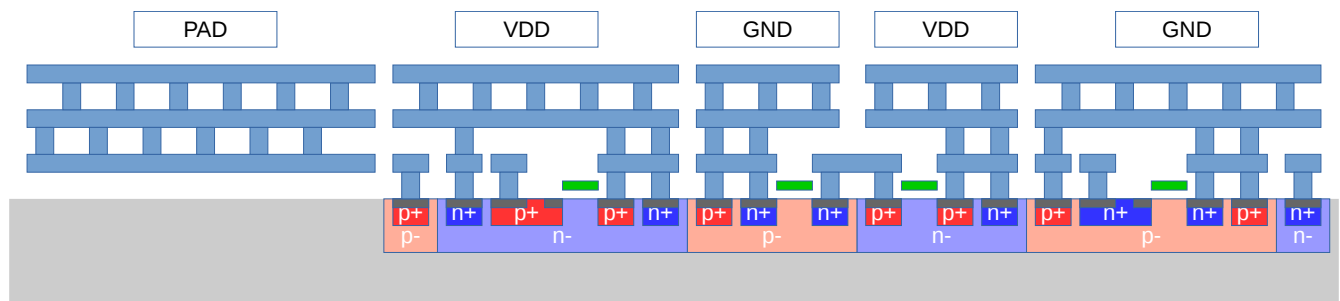 PAD VDD GND VDD GND
p+ n+ p+ p+ n+ p+ n+ n+ p+ p+ n+ p+ n+ n+ p+ n+
p- n- p- n- p- n-